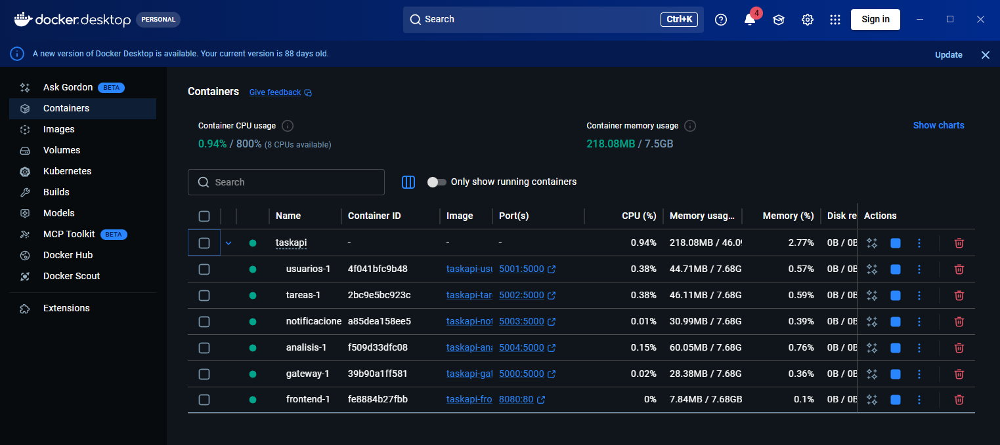 docker.desktop PERSONAL Search Ctrl+K 4 Sign in
A new version of Docker Desktop is available. Your current version is 88 days old. Update
Ask Gordon BETA
Containers
Images
Volumes
Kubernetes
Builds
Models
MCP Toolkit BETA
Docker Hub
Docker Scout
Extensions
Containers Give feedback
Container CPU usage Container memory usage Show charts
0.94% / 800% (8 CPUs available) 218.08MB / 7.5GB
Search Only show running containers
Name Container ID Image Port(s) CPU (%) Memory usag... Memory (%) Disk re Actions
taskapi - - - 0.94% 218.08MB / 46.09 2.77% 0B / 0B
usuarios-1 4f041bfc9b48 taskapi-usu 5001:5000 0.38% 44.71MB / 7.68G 0.57% 0B / 0B
tareas-1 2bc9e5bc923c taskapi-tar 5002:5000 0.38% 46.11MB / 7.68G 0.59% 0B / 0B
notificacione a85dea158ee5 taskapi-not 5003:5000 0.01% 30.99MB / 7.68G 0.39% 0B / 0B
analisis-1 f509d33dfc08 taskapi-ana 5004:5000 0.15% 60.05MB / 7.68G 0.76% 0B / 0B
gateway-1 39b90a1ff581 taskapi-gat 5000:5000 0.02% 28.38MB / 7.68G 0.36% 0B / 0B
frontend-1 fe8884b27fbb taskapi-fro 8080:80 0% 7.84MB / 7.68GB 0.1% 0B / 0B